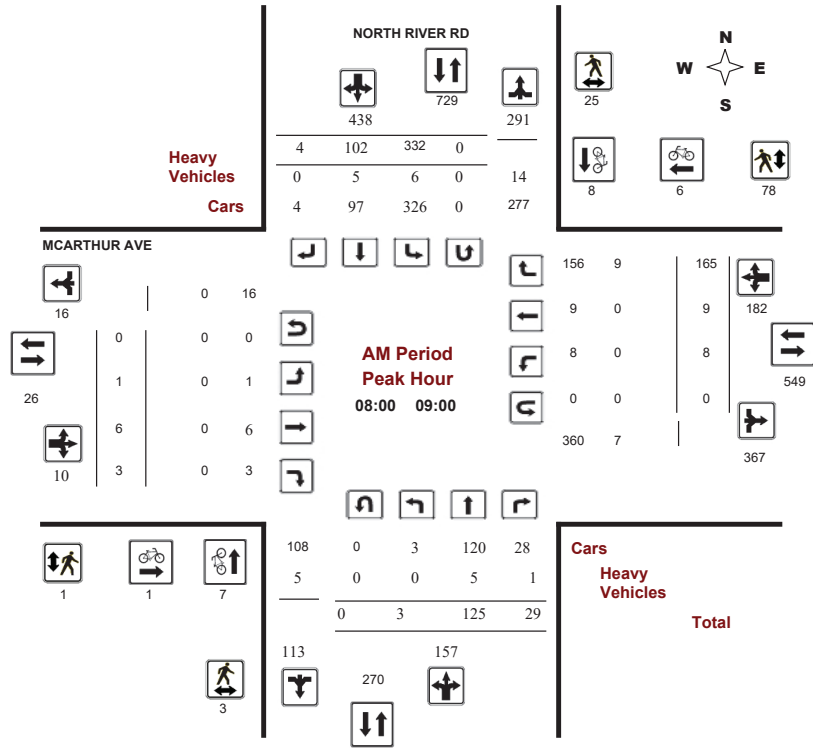 NORTH RIVER RD
N
W E
S
729
438
291
25
4 102 332 0
Heavy
Vehicles
0 5 6 0 14
Cars
4 97 326 0 277
8 6 78
MCARTHUR AVE
16
0 16
0 0 0
26
1 0 1
6 0 6
10
3 0 3
AM Period
Peak Hour
08:00 09:00
156 9 165
182
9 0 9
8 0 8
549
0 0 0
360 7
367
108 0 3 120 28
5 0 0 5 1
0 3 125 29
Cars
Heavy
Vehicles
Total
1 1 7
113
157
270
3